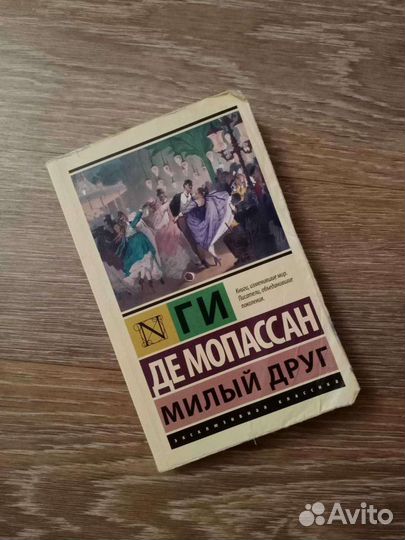 N
ГИ
Книги, изменившие мир.
Писатели, объединившие
поколения.
ДЕ МОПАССАН
МИЛЫЙ ДРУГ
ЭКСКЛЮЗИВНАЯ КЛАССИКА
Avito